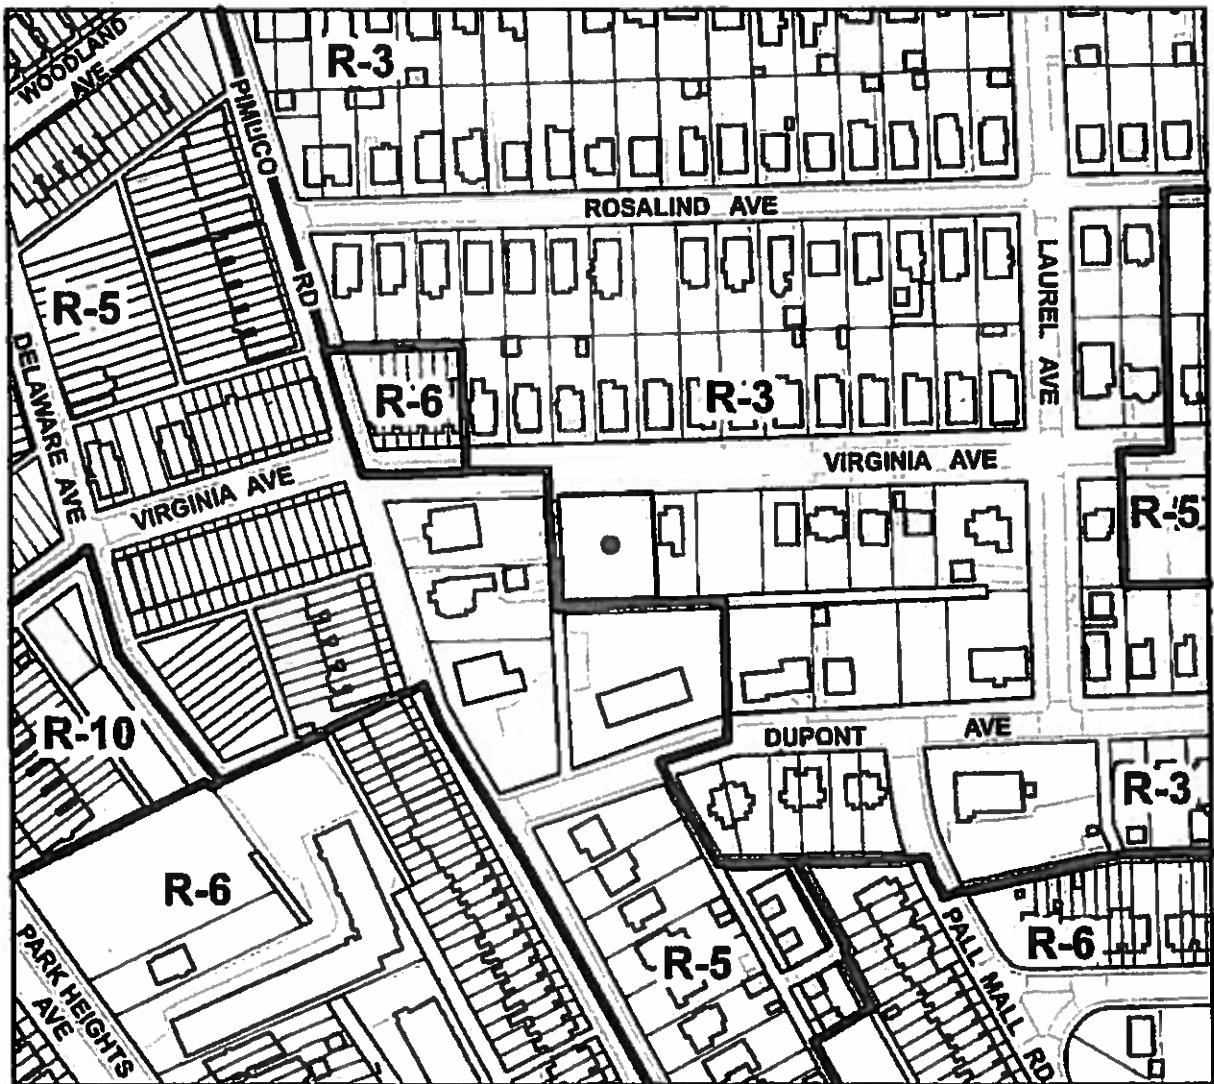 WOODLAND
AVE
R-3
PIMLICO
RD
ROSALIND AVE
R-5
LAUREL AVE
DELAWARE AVE
R-6
R-3
VIRGINIA AVE
VIRGINIA AVE
R-5
R-10
DUPONT
AVE
R-3
R-6
PARK HEIGHTS
AVE
R-5
PALL MALL
RD
R-6